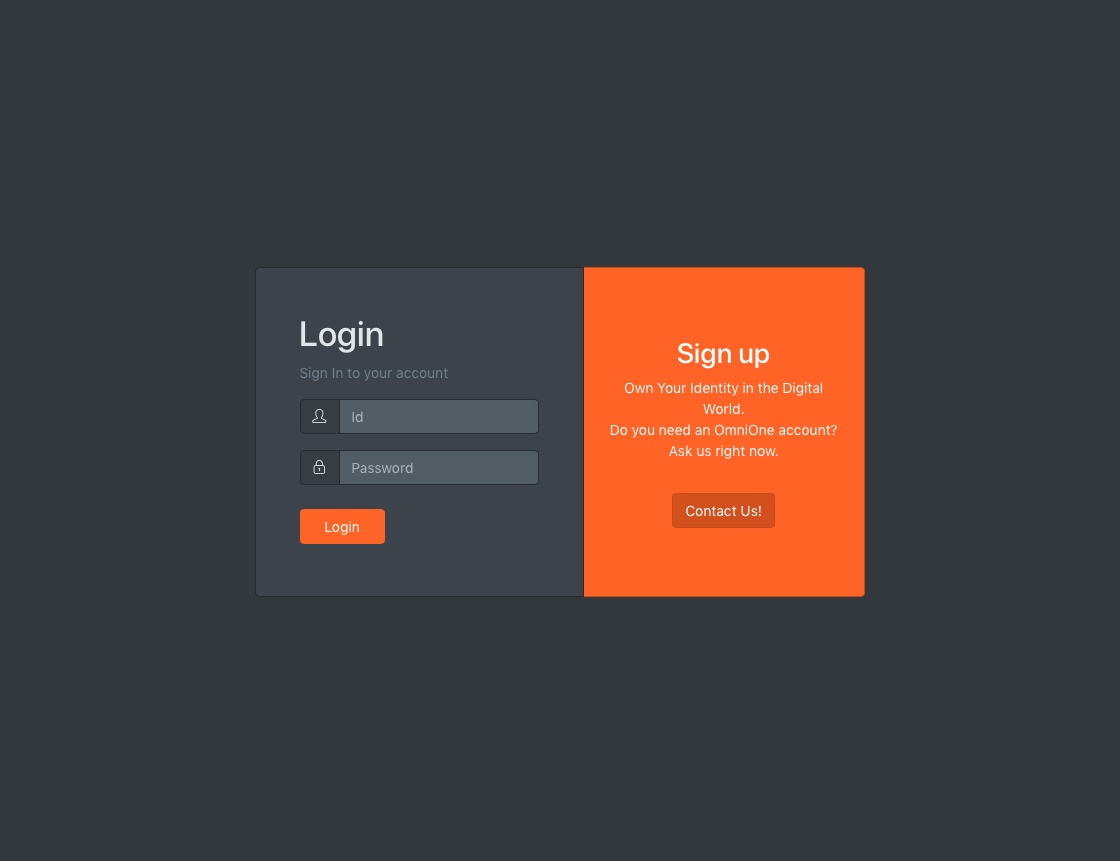 Login
Sign In to your account
Id
Password
Login
Sign up
Own Your Identity in the Digital
World.
Do you need an OmniOne account?
Ask us right now.
Contact Us!